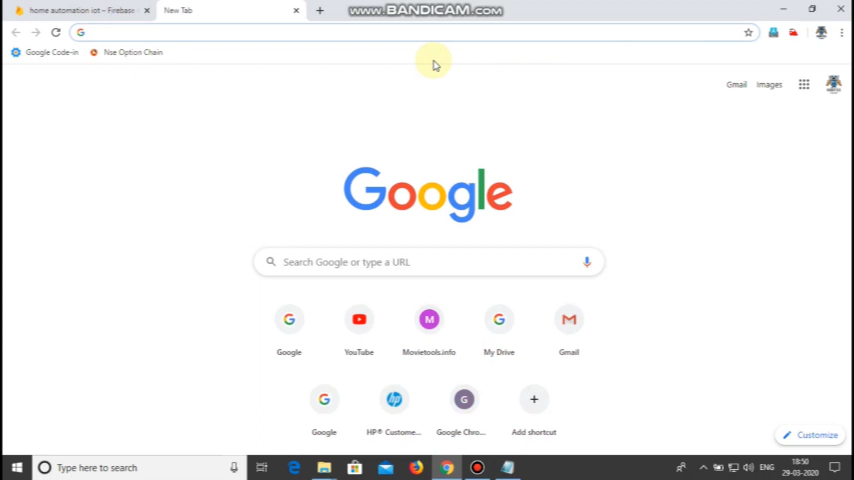 home automation iot – Firebase
New Tab
www.BANDICAM.com
Google Code-in
Nse Option Chain
Gmail
Images
Google
Search Google or type a URL
M
Google
YouTube
Movietools.info
My Drive
Gmail
hp
G
Google
HP® Custome...
Google Chro...
Add shortcut
Customize
Type here to search
ENG
18:50
29-03-2020